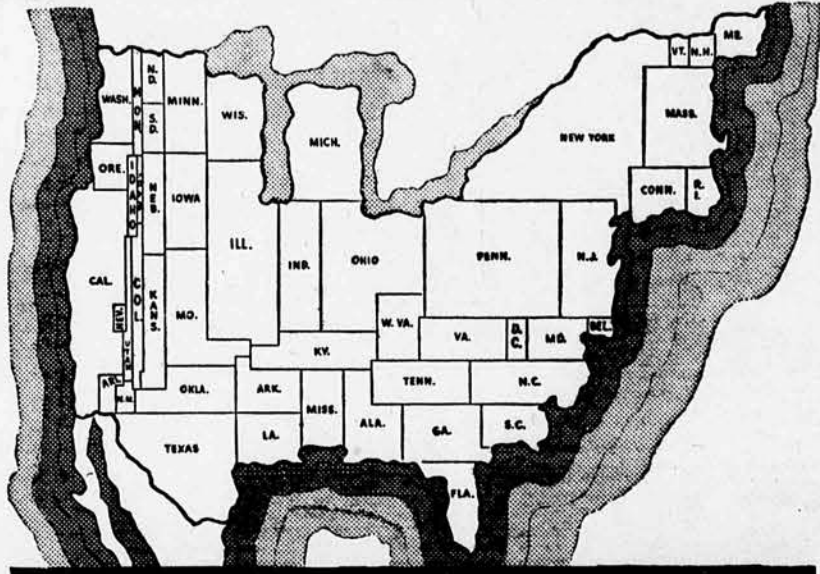 ME.
VT.
N.H.
WASH.
MON.
N.D.
MINN.
WIS.
S.D.
MICH.
NEW YORK
MASS.
ORE.
IDAHO
NEB.
IOWA
CONN.
R.I.
ILL.
IND.
OHIO
PENN.
N.J
CAL.
COL.
KANS.
MO.
NEV.
UTAH
W. VA.
VA.
D.C.
MD.
DEL.
KY.
ARI.
N.M.
OKLA.
ARK.
TENN.
N.C.
MISS.
ALA.
GA.
S.C.
TEXAS
LA.
FLA.